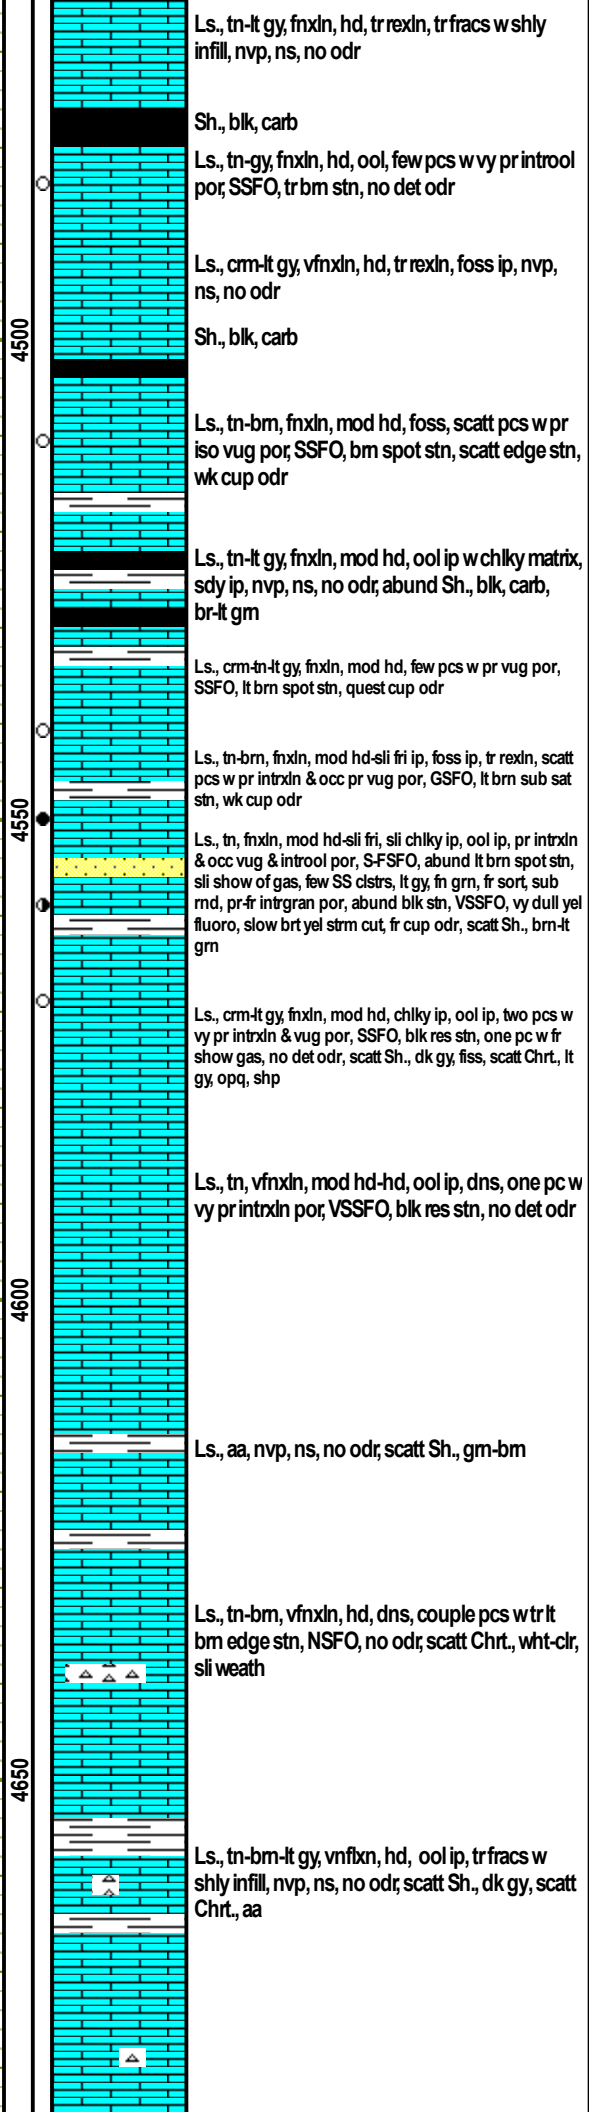 Ls., tn-lt gy, fnxln, hd, tr rexln, tr fracs w shly
infill, nvp, ns, no odr
Sh., blk, carb
Ls., tn-gy, fnxln, hd, ool, few pcs w vy pr introol
por, SSFO, tr brn stn, no det odr
Ls., crm-lt gy, vfnxln, hd, tr rexln, foss ip, nvp,
ns, no odr
4500
Sh., blk, carb
Ls., tn-brn, fnxln, mod hd, foss, scatt pcs w pr
iso vug por, SSFO, brn spot stn, scatt edge stn,
wk cup odr
Ls., tn-lt gy, fnxln, mod hd, ool ip w chlky matrix,
sdy ip, nvp, ns, no odr, abund Sh., blk, carb,
br-lt grn
Ls., crm-tn-lt gy, fnxln, mod hd, few pcs w pr vug por,
SSFO, lt brn spot stn, quest cup odr
Ls., tn-brn, fnxln, mod hd-sli fri ip, foss ip, tr rexln, scatt
pcs w pr intrxln & occ pr vug por, GSFO, lt brn sub sat
stn, wk cup odr
4550
Ls., tn, fnxln, mod hd-sli fri, sli chlky ip, ool ip, pr intrxln
& occ vug & introol por, S-FSFO, abund lt brn spot stn,
sli show of gas, few SS clstrs, lt gy, fn grn, fr sort, sub
rnd, pr-fr intrgran por, abund blk stn, VSSFO, vy dull yel
fluoro, slow brt yel strm cut, fr cup odr, scatt Sh., brn-lt
grn
Ls., crm-lt gy, fnxln, mod hd, chlky ip, ool ip, two pcs w
vy pr intrxln & vug por, SSFO, blk res stn, one pc w fr
show gas, no det odr, scatt Sh., dk gy, fiss, scatt Chrt., lt
gy, opq, shp
Ls., tn, vfnxln, mod hd-hd, ool ip, dns, one pc w
vy pr intrxln por, VSSFO, blk res stn, no det odr
4600
Ls., aa, nvp, ns, no odr, scatt Sh., grn-brn
Ls., tn-brn, vfnxln, hd, dns, couple pcs w tr lt
brn edge stn, NSFO, no odr, scatt Chrt., wht-clr,
sli weath
4650
Ls., tn-brn-lt gy, vnflxn, hd, ool ip, tr fracs w
shly infill, nvp, ns, no odr, scatt Sh., dk gy, scatt
Chrt., aa